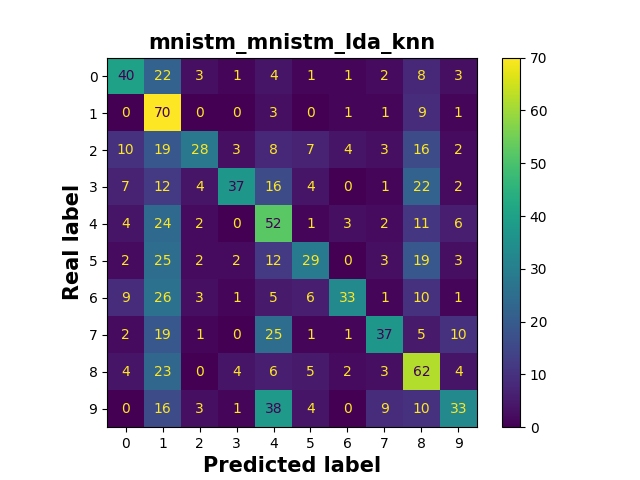 mnistm_mnistm_lda_knn
0 40 22 3 1 4 1 1 2 8 3
1 0 70 0 0 3 0 1 1 9 1
2 10 19 28 3 8 7 4 3 16 2
3 7 12 4 37 16 4 0 1 22 2
4 4 24 2 0 52 1 3 2 11 6
5 2 25 2 2 12 29 0 3 19 3
6 9 26 3 1 5 6 33 1 10 1
7 2 19 1 0 25 1 1 37 5 10
8 4 23 0 4 6 5 2 3 62 4
9 0 16 3 1 38 4 0 9 10 33
0 1 2 3 4 5 6 7 8 9
Predicted label
Real label
70
60
50
40
30
20
10
0